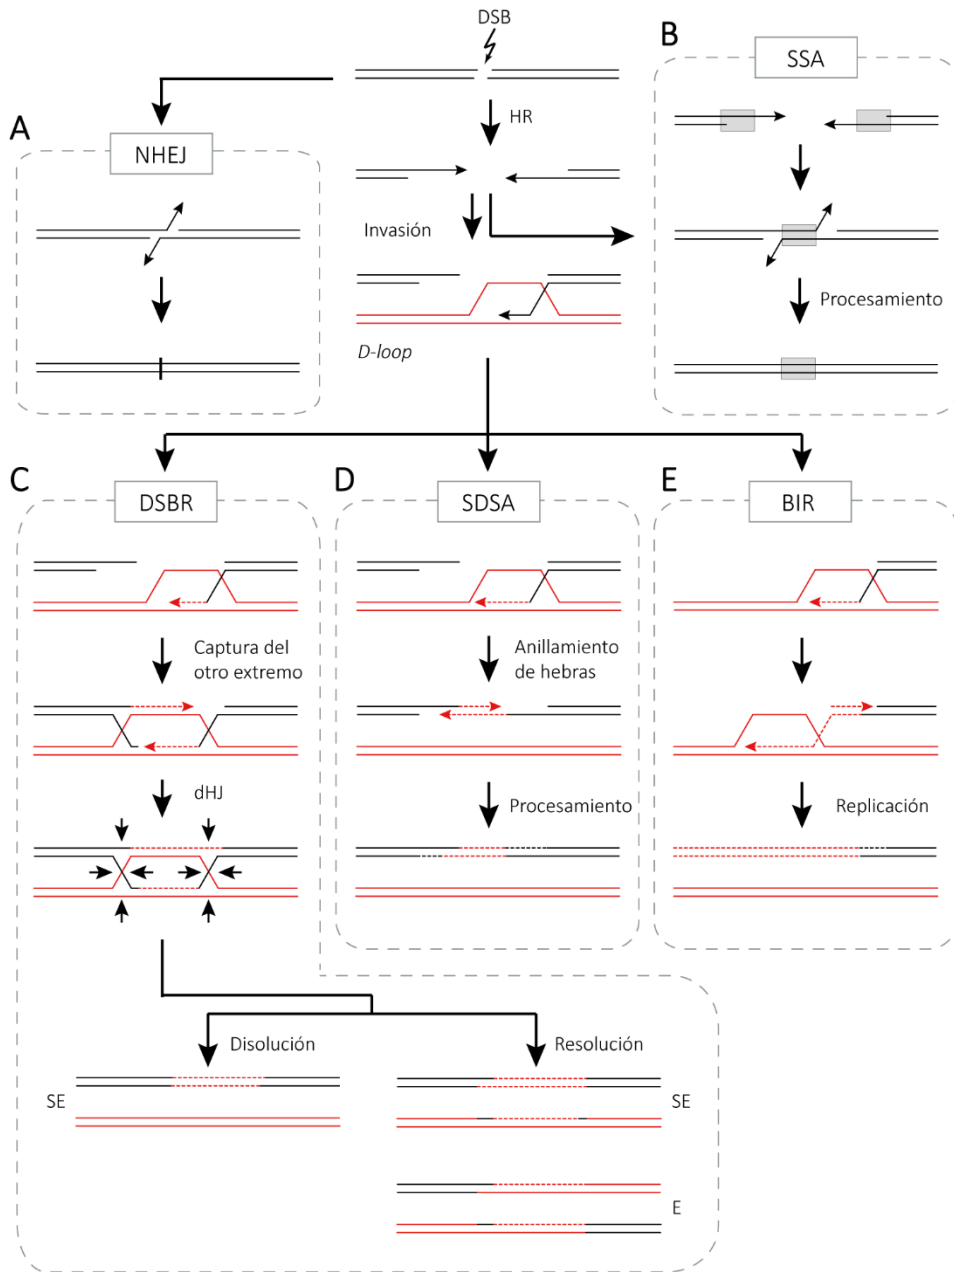 DSB
B
SSA
HR
A
NHEJ
Invasión
Procesamiento
D-loop
C
DSBR
D
SDSA
E
BIR
Captura del
otro extremo
Anillamiento
de hebras
dHJ
Procesamiento
Replicación
Disolución
Resolución
SE
SE
E